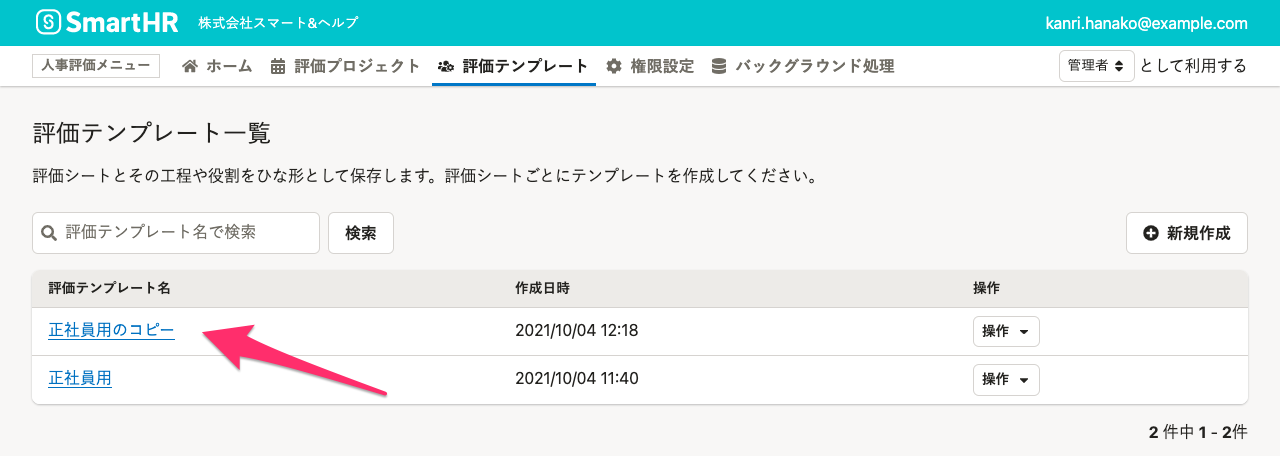 SmartHR 株式会社スマート&ヘルプ kanri.hanako@example.com
人事評価メニュー ホーム 評価プロジェクト 評価テンプレート 権限設定 バックグラウンド処理 管理者 として利用する
評価テンプレート一覧
評価シートとその工程や役割をひな形として保存します。評価シートごとにテンプレートを作成してください。
評価テンプレート名で検索 検索 新規作成
評価テンプレート名 作成日時 操作
正社員用のコピー 2021/10/04 12:18 操作
正社員用 2021/10/04 11:40 操作
2 件中 1 - 2件